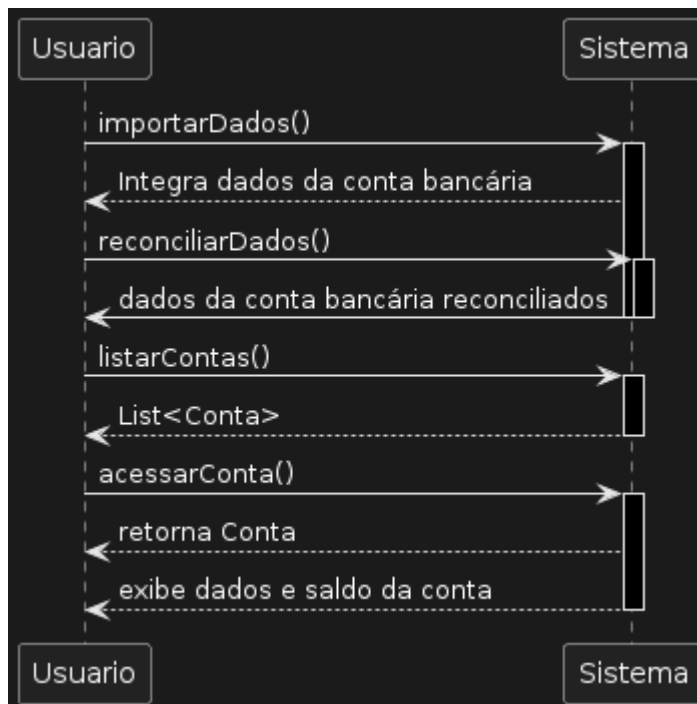 Usuario
Sistema
importarDados()
Integra dados da conta bancária
reconciliarDados()
dados da conta bancária reconciliados
listarContas()
List<Conta>
acessarConta()
retorna Conta
exibe dados e saldo da conta
Usuario
Sistema